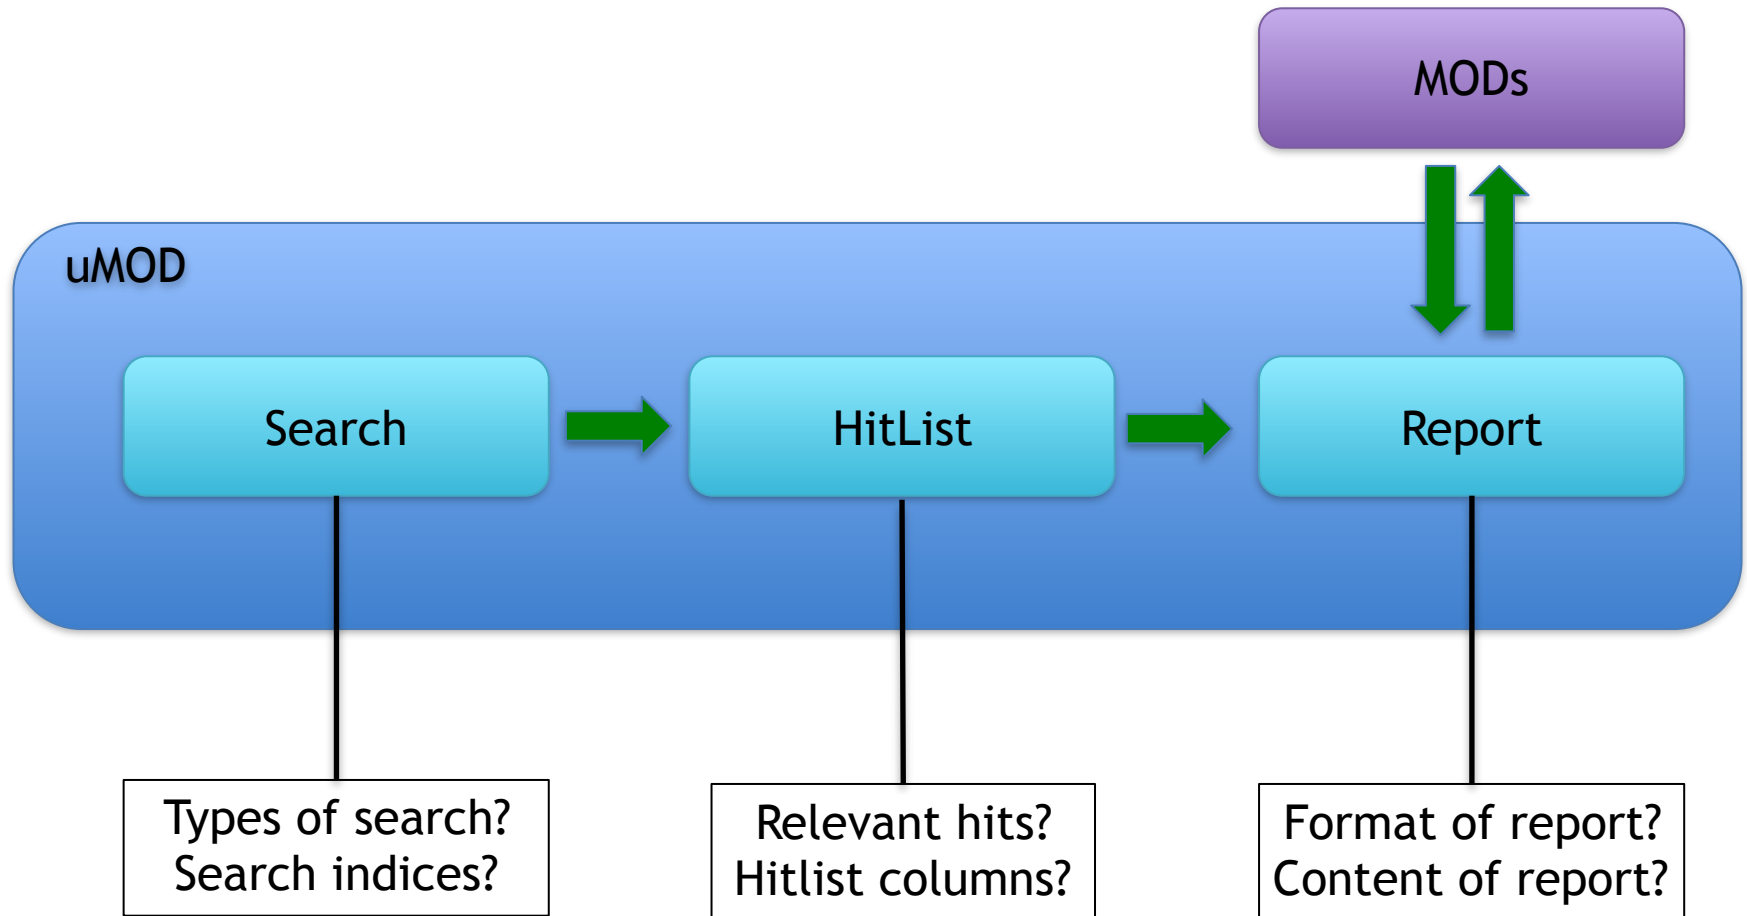 MODs
uMOD
Search
HitList
Report
Types of search?
Search indices?
Relevant hits?
Hitlist columns?
Format of report?
Content of report?